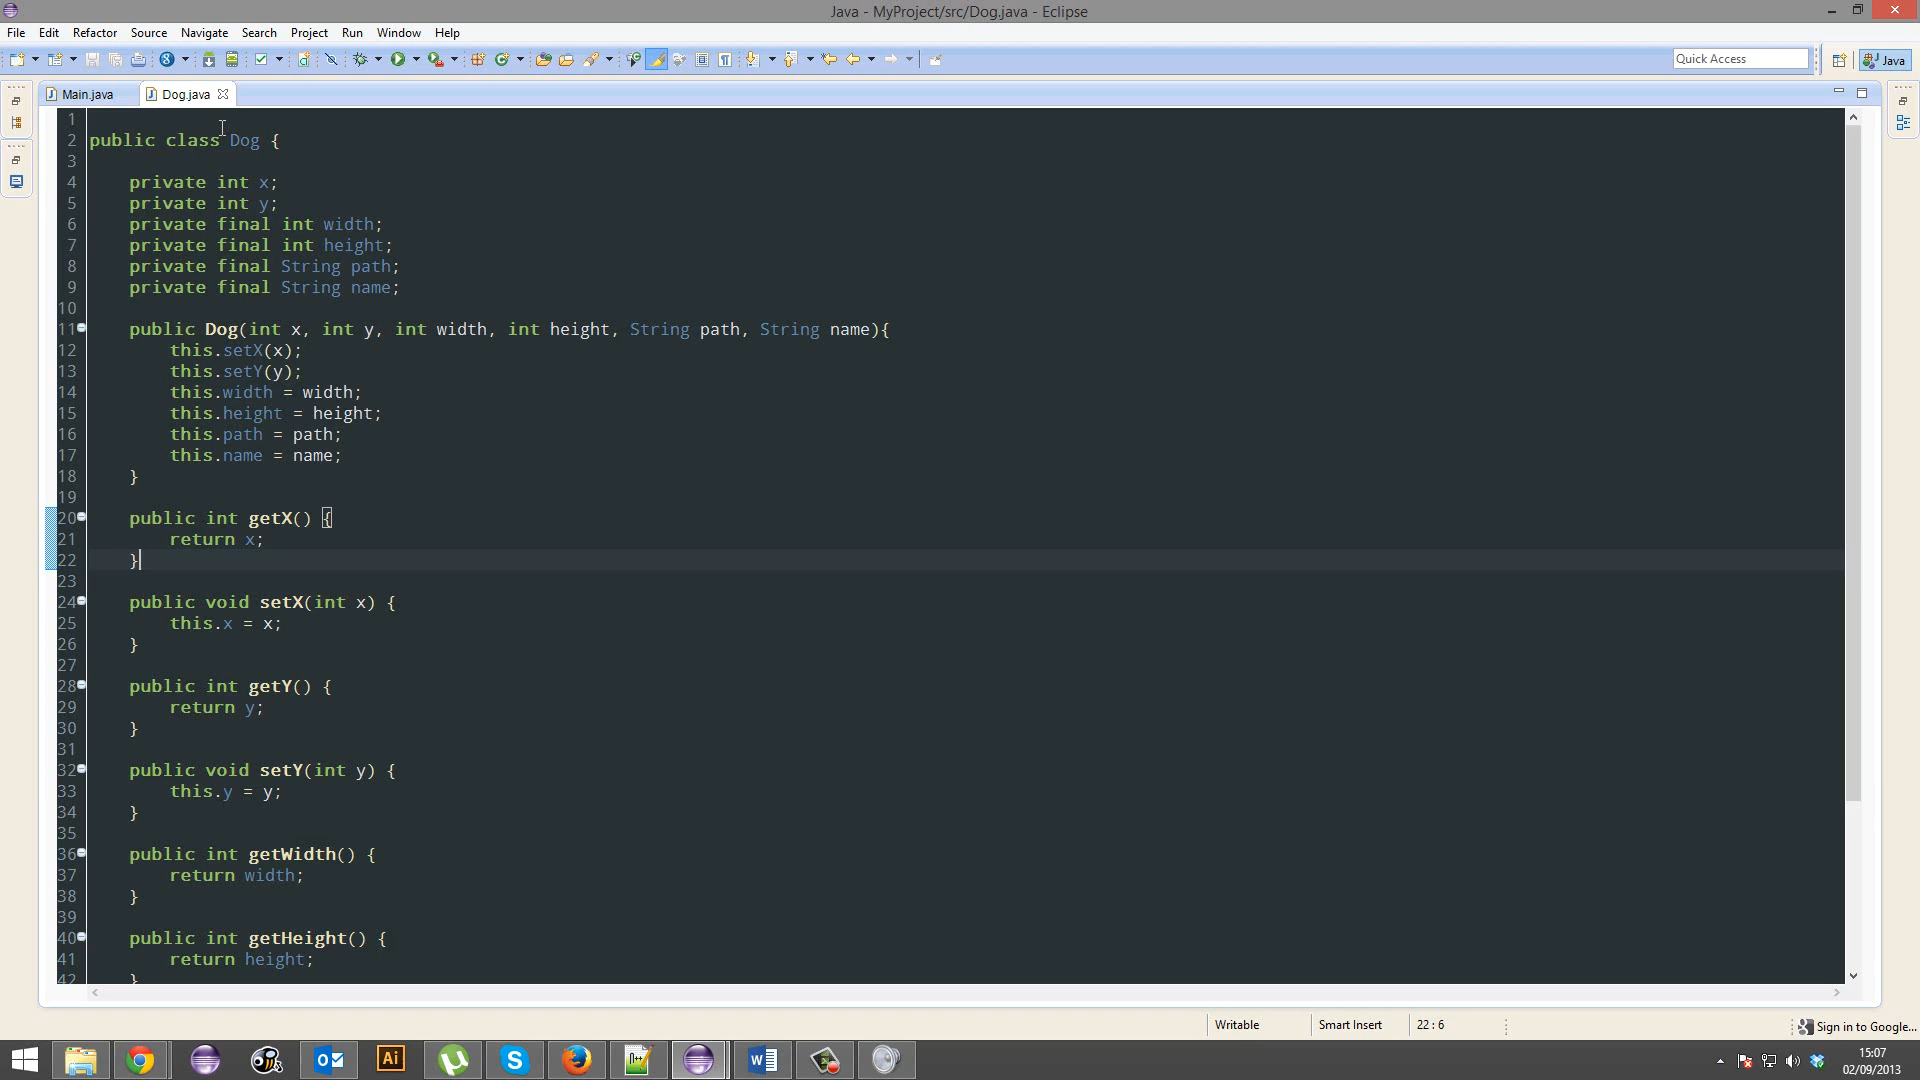 Java - MyProject/src/Dog.java - Eclipse
File Edit Refactor Source Navigate Search Project Run Window Help
Quick Access
Java
Main.java
Dog.java
1
2 public class Dog {
3
4 private int x;
5 private int y;
6 private final int width;
7 private final int height;
8 private final String path;
9 private final String name;
10
11 public Dog(int x, int y, int width, int height, String path, String name){
12 this.setX(x);
13 this.setY(y);
14 this.width = width;
15 this.height = height;
16 this.path = path;
17 this.name = name;
18 }
19
20 public int getX() {
21 return x;
22 }
23
24 public void setX(int x) {
25 this.x = x;
26 }
27
28 public int getY() {
29 return y;
30 }
31
32 public void setY(int y) {
33 this.y = y;
34 }
35
36 public int getWidth() {
37 return width;
38 }
39
40 public int getHeight() {
41 return height;
42 }
Writable Smart Insert 22 : 6
Sign in to Google...
Ai
15:07
02/09/2013